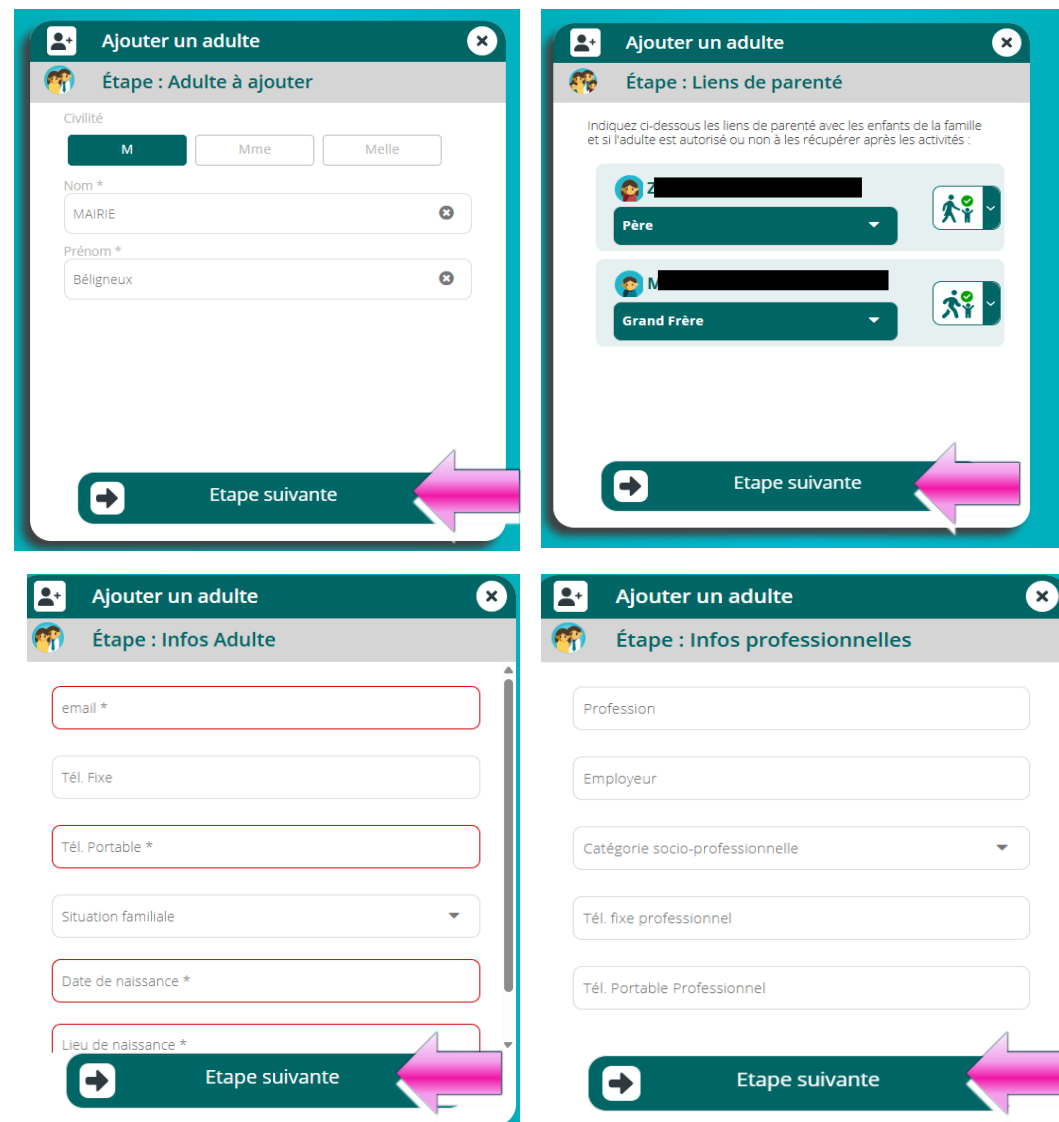 Ajouter un adulte
Étape : Adulte à ajouter
Civilité
M
Mme
Melle
Nom *
MAIRIE
Prénom *
Béligneux
Etape suivante
Ajouter un adulte
Étape : Liens de parenté
Indiquez ci-dessous les liens de parenté avec les enfants de la famille
et si l'adulte est autorisé ou non à les récupérer après les activités :
Z
Père
M
Grand Frère
Etape suivante
Ajouter un adulte
Étape : Infos Adulte
email *
Tél. Fixe
Tél. Portable *
Situation familiale
Date de naissance *
Lieu de naissance *
Etape suivante
Ajouter un adulte
Étape : Infos professionnelles
Profession
Employeur
Catégorie socio-professionnelle
Tél. fixe professionnel
Tél. Portable Professionnel
Etape suivante